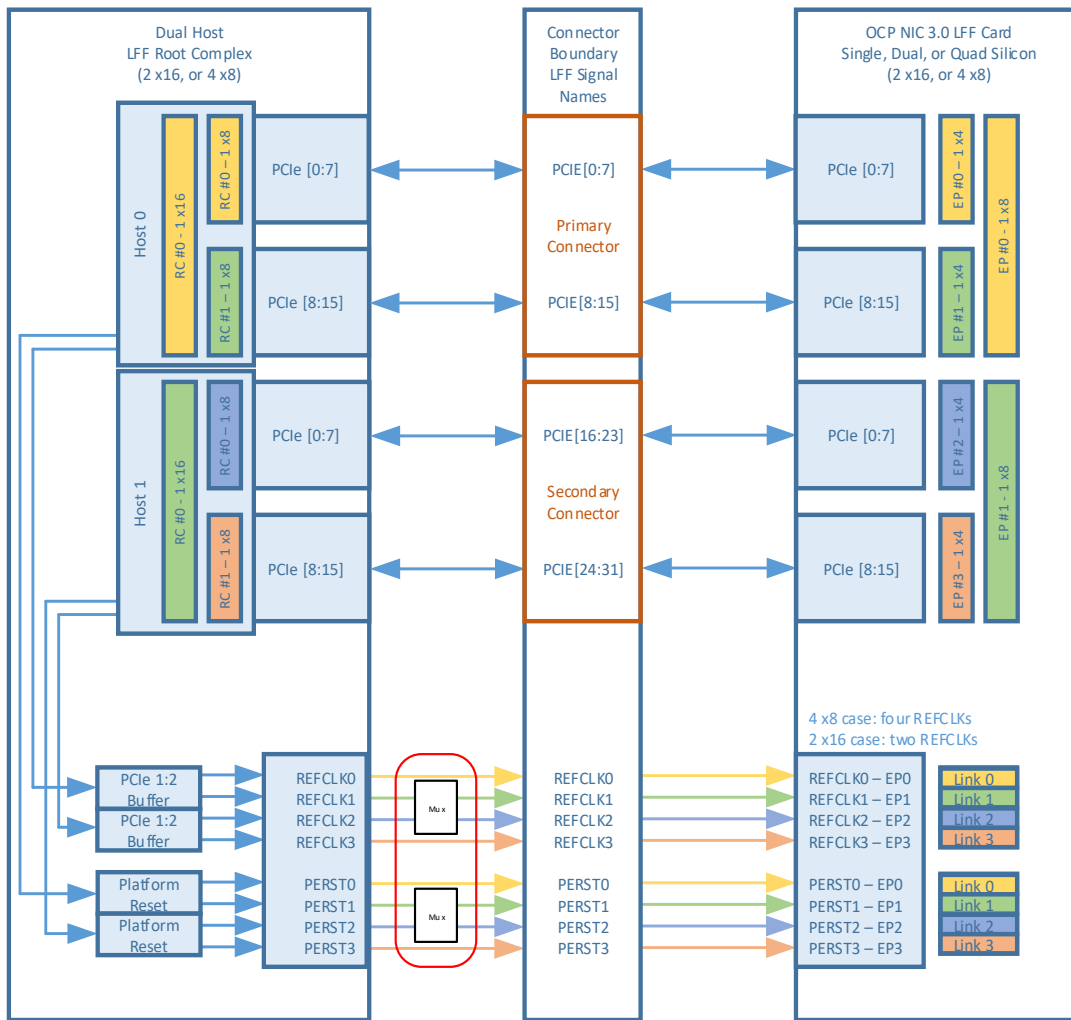 Dual Host
LFF Root Complex
(2 x16, or 4 x8)
Host 0
RC #0 - 1 x16
RC #0 – 1 x8
PCIe [0:7]
RC #1 – 1 x8
PCIe [8:15]
Host 1
RC #0 - 1 x16
RC #0 – 1 x8
PCIe [0:7]
RC #1 – 1 x8
PCIe [8:15]
PCIe 1:2
Buffer
PCIe 1:2
Buffer
Platform
Reset
Platform
Reset
REFCLK0
REFCLK1
REFCLK2
REFCLK3
PERST0
PERST1
PERST2
PERST3
Mux
Mux
Connector
Boundary
LFF Signal
Names
PCIE[0:7]
Primary
Connector
PCIE[8:15]
PCIE[16:23]
Secondary
Connector
PCIE[24:31]
REFCLK0
REFCLK1
REFCLK2
REFCLK3
PERST0
PERST1
PERST2
PERST3
OCP NIC 3.0 LFF Card
Single, Dual, or Quad Silicon
(2 x16, or 4 x8)
PCIe [0:7]
EP #0 – 1 x4
EP #0 - 1 x8
PCIe [8:15]
EP #1 – 1 x4
PCIe [0:7]
EP #2 – 1 x4
EP #1 - 1 x8
PCIe [8:15]
EP #3 – 1 x4
4 x8 case: four REFCLKs
2 x16 case: two REFCLKs
REFCLK0 – EP0
REFCLK1 – EP1
REFCLK2 – EP2
REFCLK3 – EP3
PERST0 – EP0
PERST1 – EP1
PERST2 – EP2
PERST3 – EP3
Link 0
Link 1
Link 2
Link 3
Link 0
Link 1
Link 2
Link 3